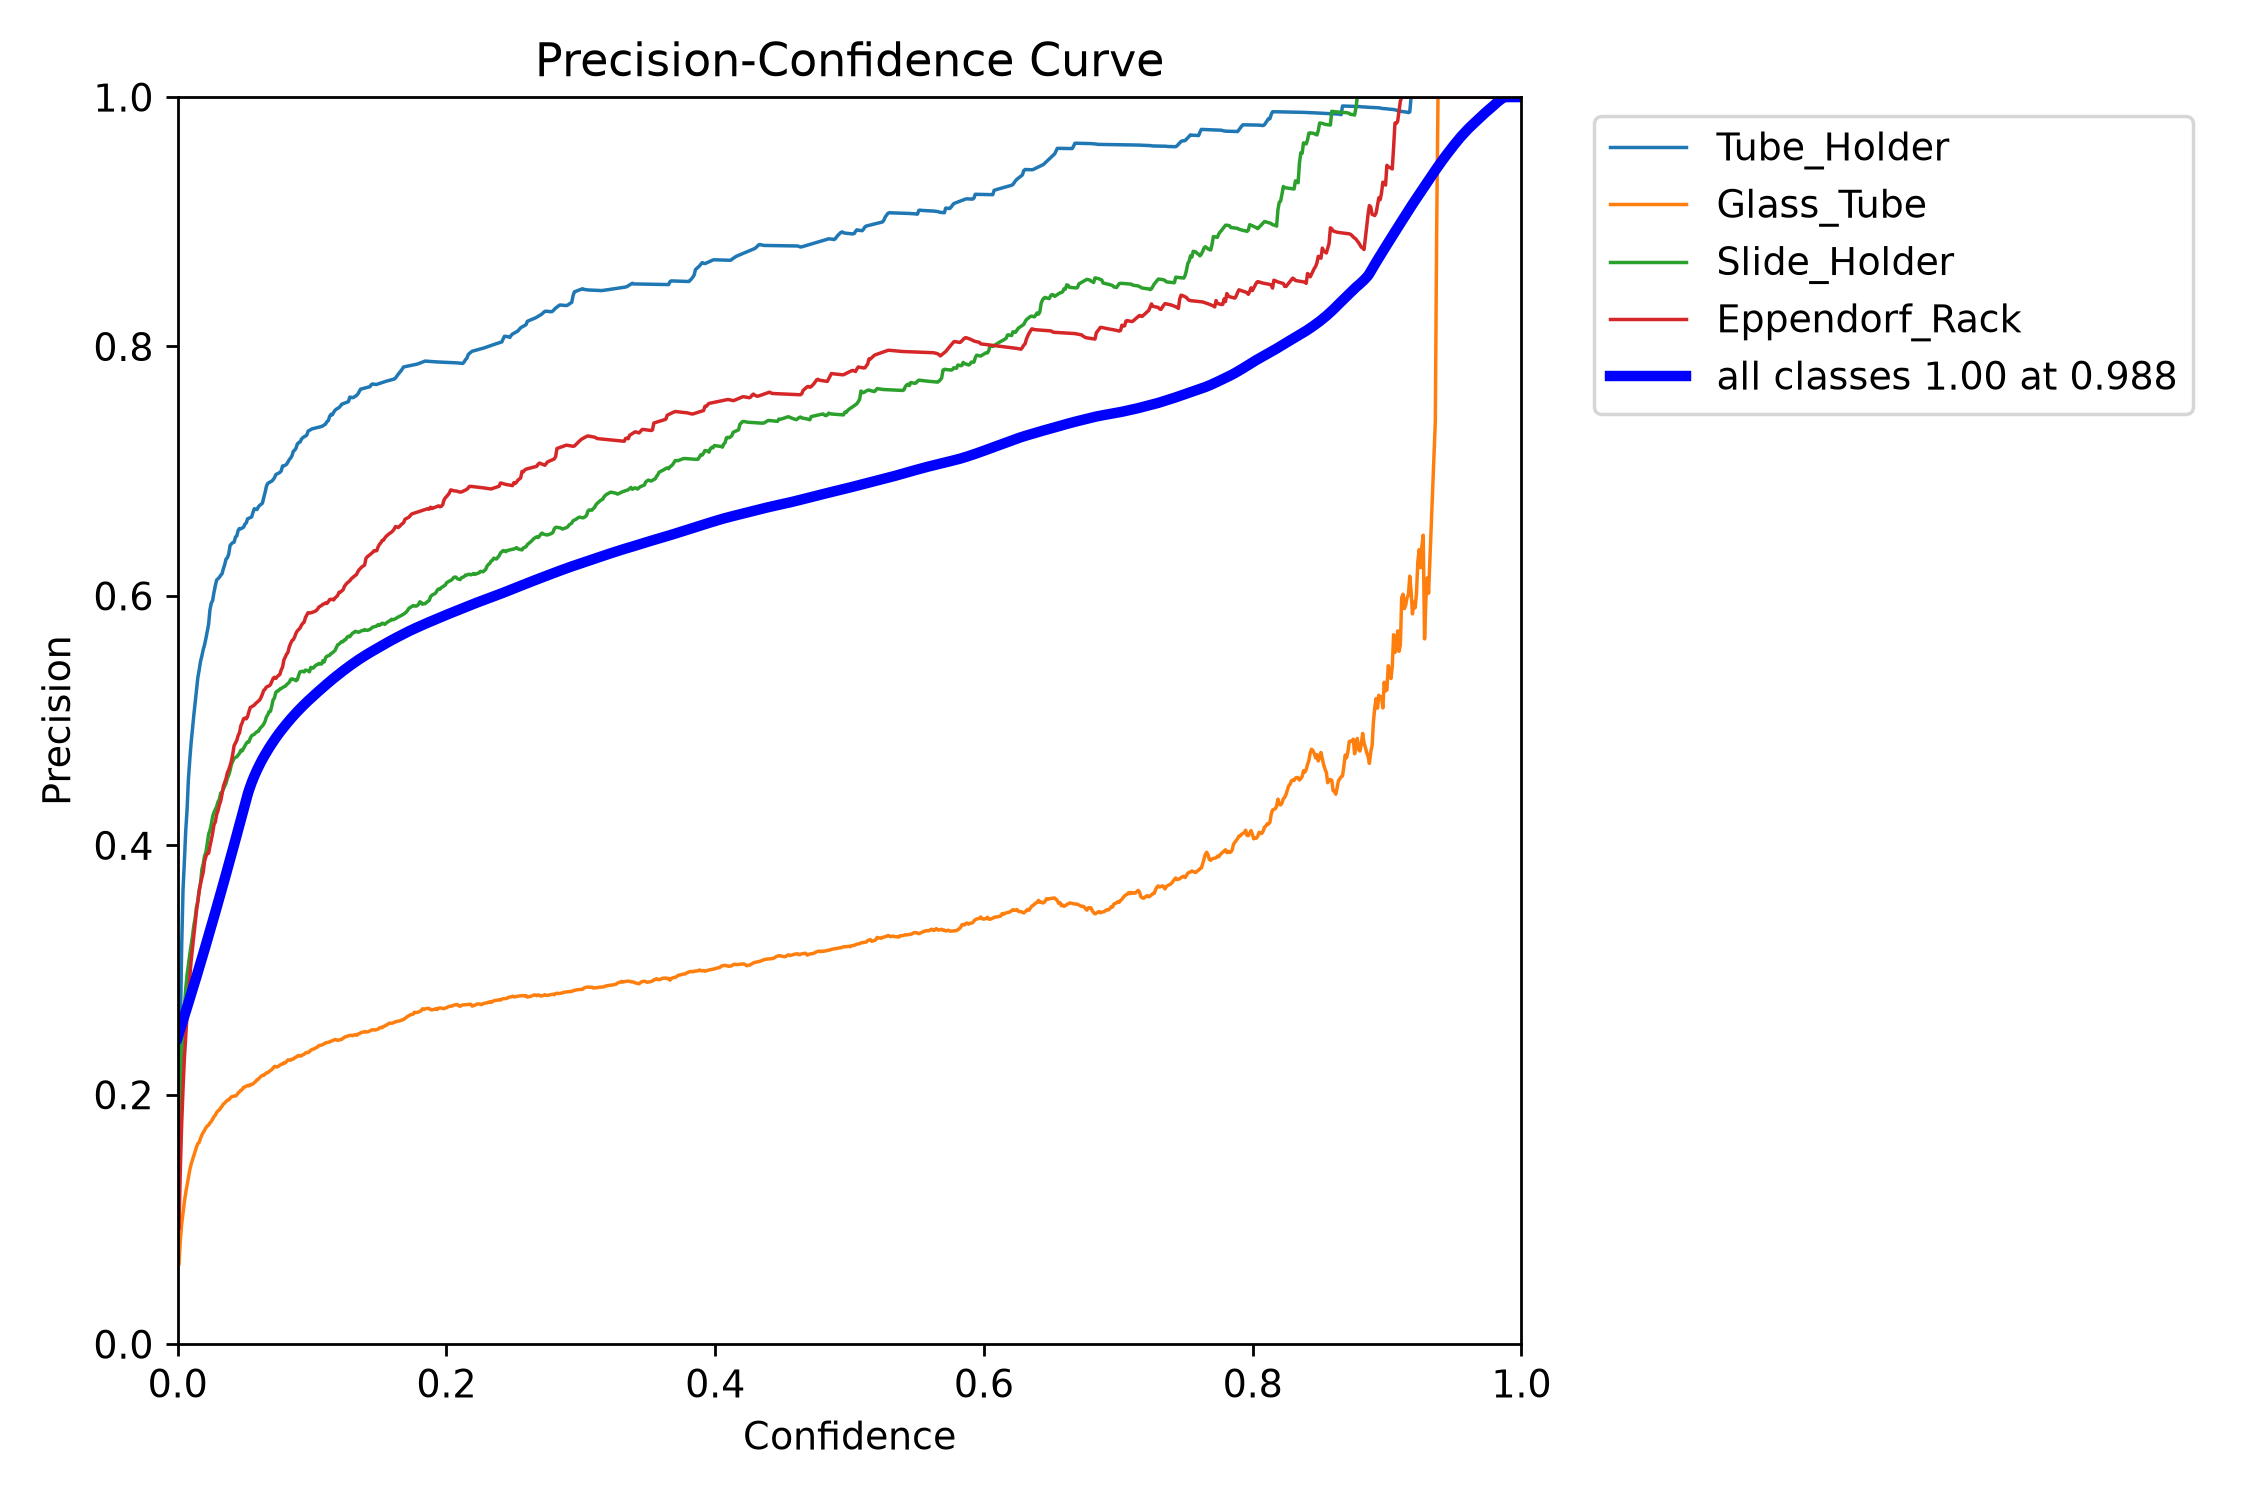 Precision-Confidence Curve
1.0
0.8
0.6
0.4
0.2
0.0
Precision
0.0 0.2 0.4 0.6 0.8 1.0
Confidence
Tube_Holder
Glass_Tube
Slide_Holder
Eppendorf_Rack
all classes 1.00 at 0.988